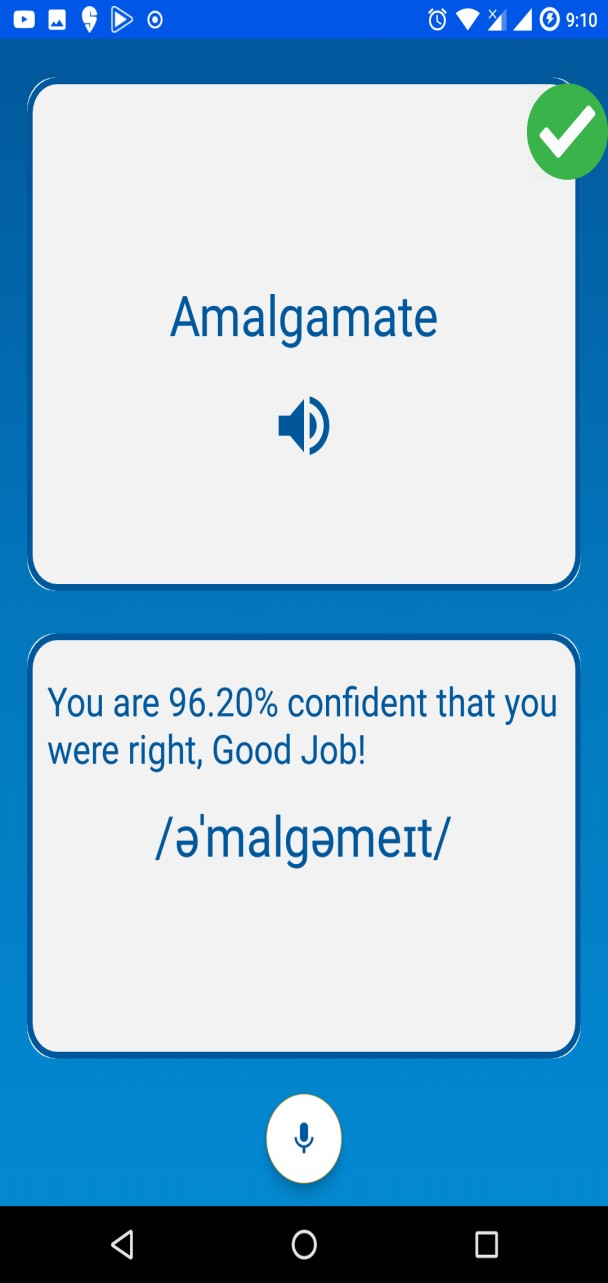 9:10
Amalgamate
You are 96.20% confident that you
were right, Good Job!
/əˈmalgəmeɪt/